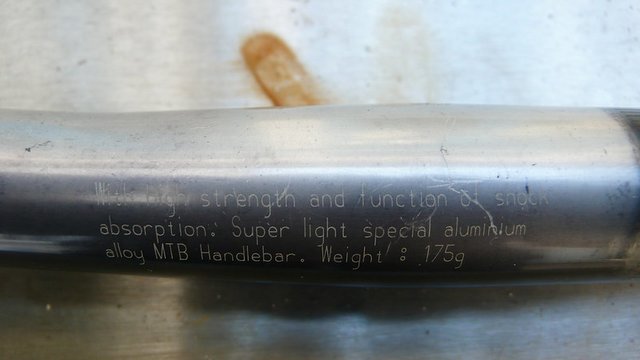 With high strength and function of shock
absorption. Super light special aluminium
alloy MTB Handlebar. Weight : 175g